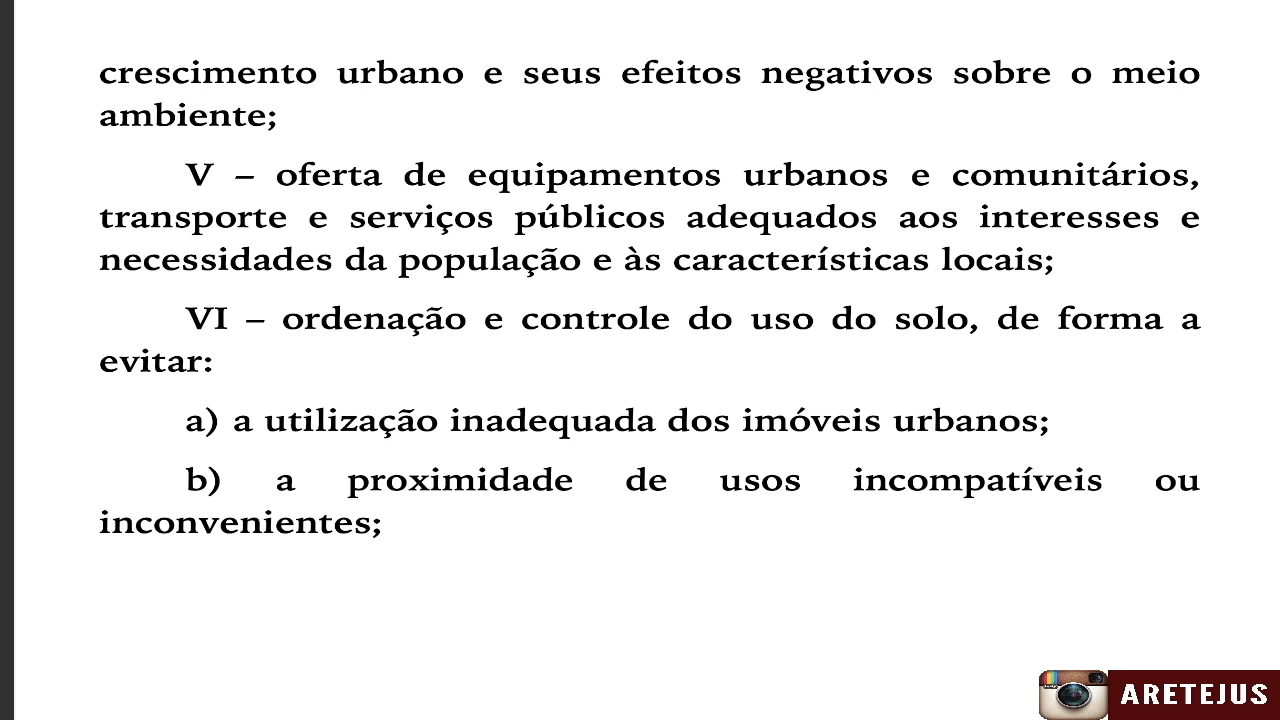 crescimento urbano e seus efeitos negativos sobre o meio
ambiente;
V – oferta de equipamentos urbanos e comunitários,
transporte e serviços públicos adequados aos interesses e
necessidades da população e às características locais;
VI – ordenação e controle do uso do solo, de forma a
evitar:
a) a utilização inadequada dos imóveis urbanos;
b) a proximidade de usos incompatíveis ou
inconvenientes;
ARETEJUS